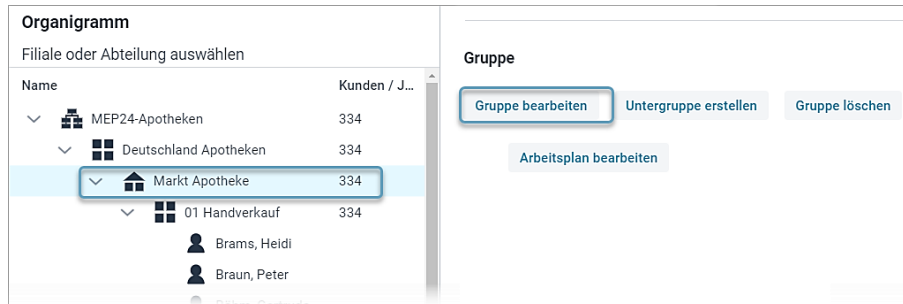 Organigramm
Filiale oder Abteilung auswählen
Name Kunden / J...
MEP24-Apotheken 334
Deutschland Apotheken 334
Markt Apotheke 334
01 Handverkauf 334
Brams, Heidi
Braun, Peter
Gruppe
Gruppe bearbeiten Untergruppe erstellen Gruppe löschen
Arbeitsplan bearbeiten